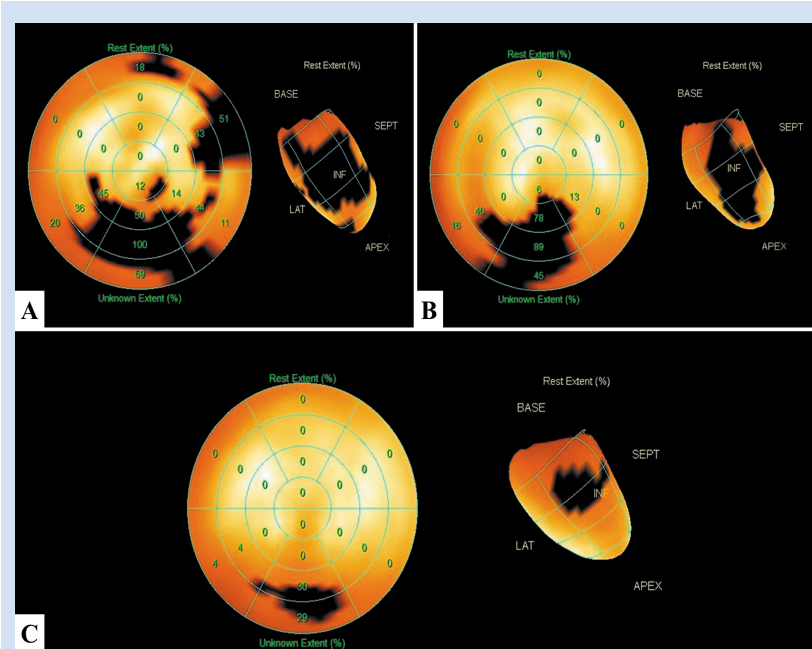 Rest Extent (%)
18
0
0
0
0
0
43
51
12
14
45
44
36
11
20
50
100
59
Unknown Extent (%)
Rest Extent (%)
BASE
SEPT
INF
LAT
APEX
A
Rest Extent (%)
0
0
0
0
0
0
0
0
0
6
13
0
46
0
0
16
78
89
45
Unknown Extent (%)
Rest Extent (%)
BASE
SEPT
INF
LAT
APEX
B
Rest Extent (%)
0
0
0
0
0
0
0
0
0
0
0
0
4
0
0
4
0
30
29
Unknown Extent (%)
Rest Extent (%)
BASE
SEPT
INF
LAT
APEX
C